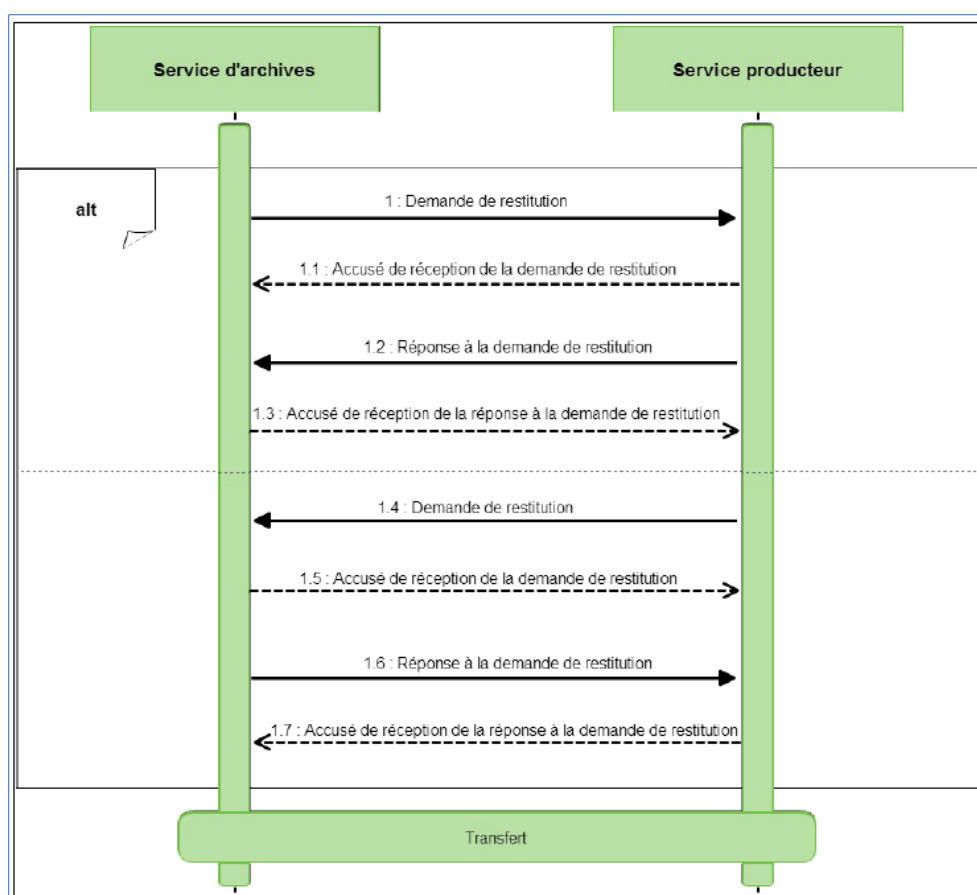 Service d'archives
Service producteur
alt
1 : Demande de restitution
1.1 : Accusé de réception de la demande de restitution
1.2 : Réponse à la demande de restitution
1.3 : Accusé de réception de la réponse à la demande de restitution
1.4 : Demande de restitution
1.5 : Accusé de réception de la demande de restitution
1.6 : Réponse à la demande de restitution
1.7 : Accusé de réception de la réponse à la demande de restitution
Transfert